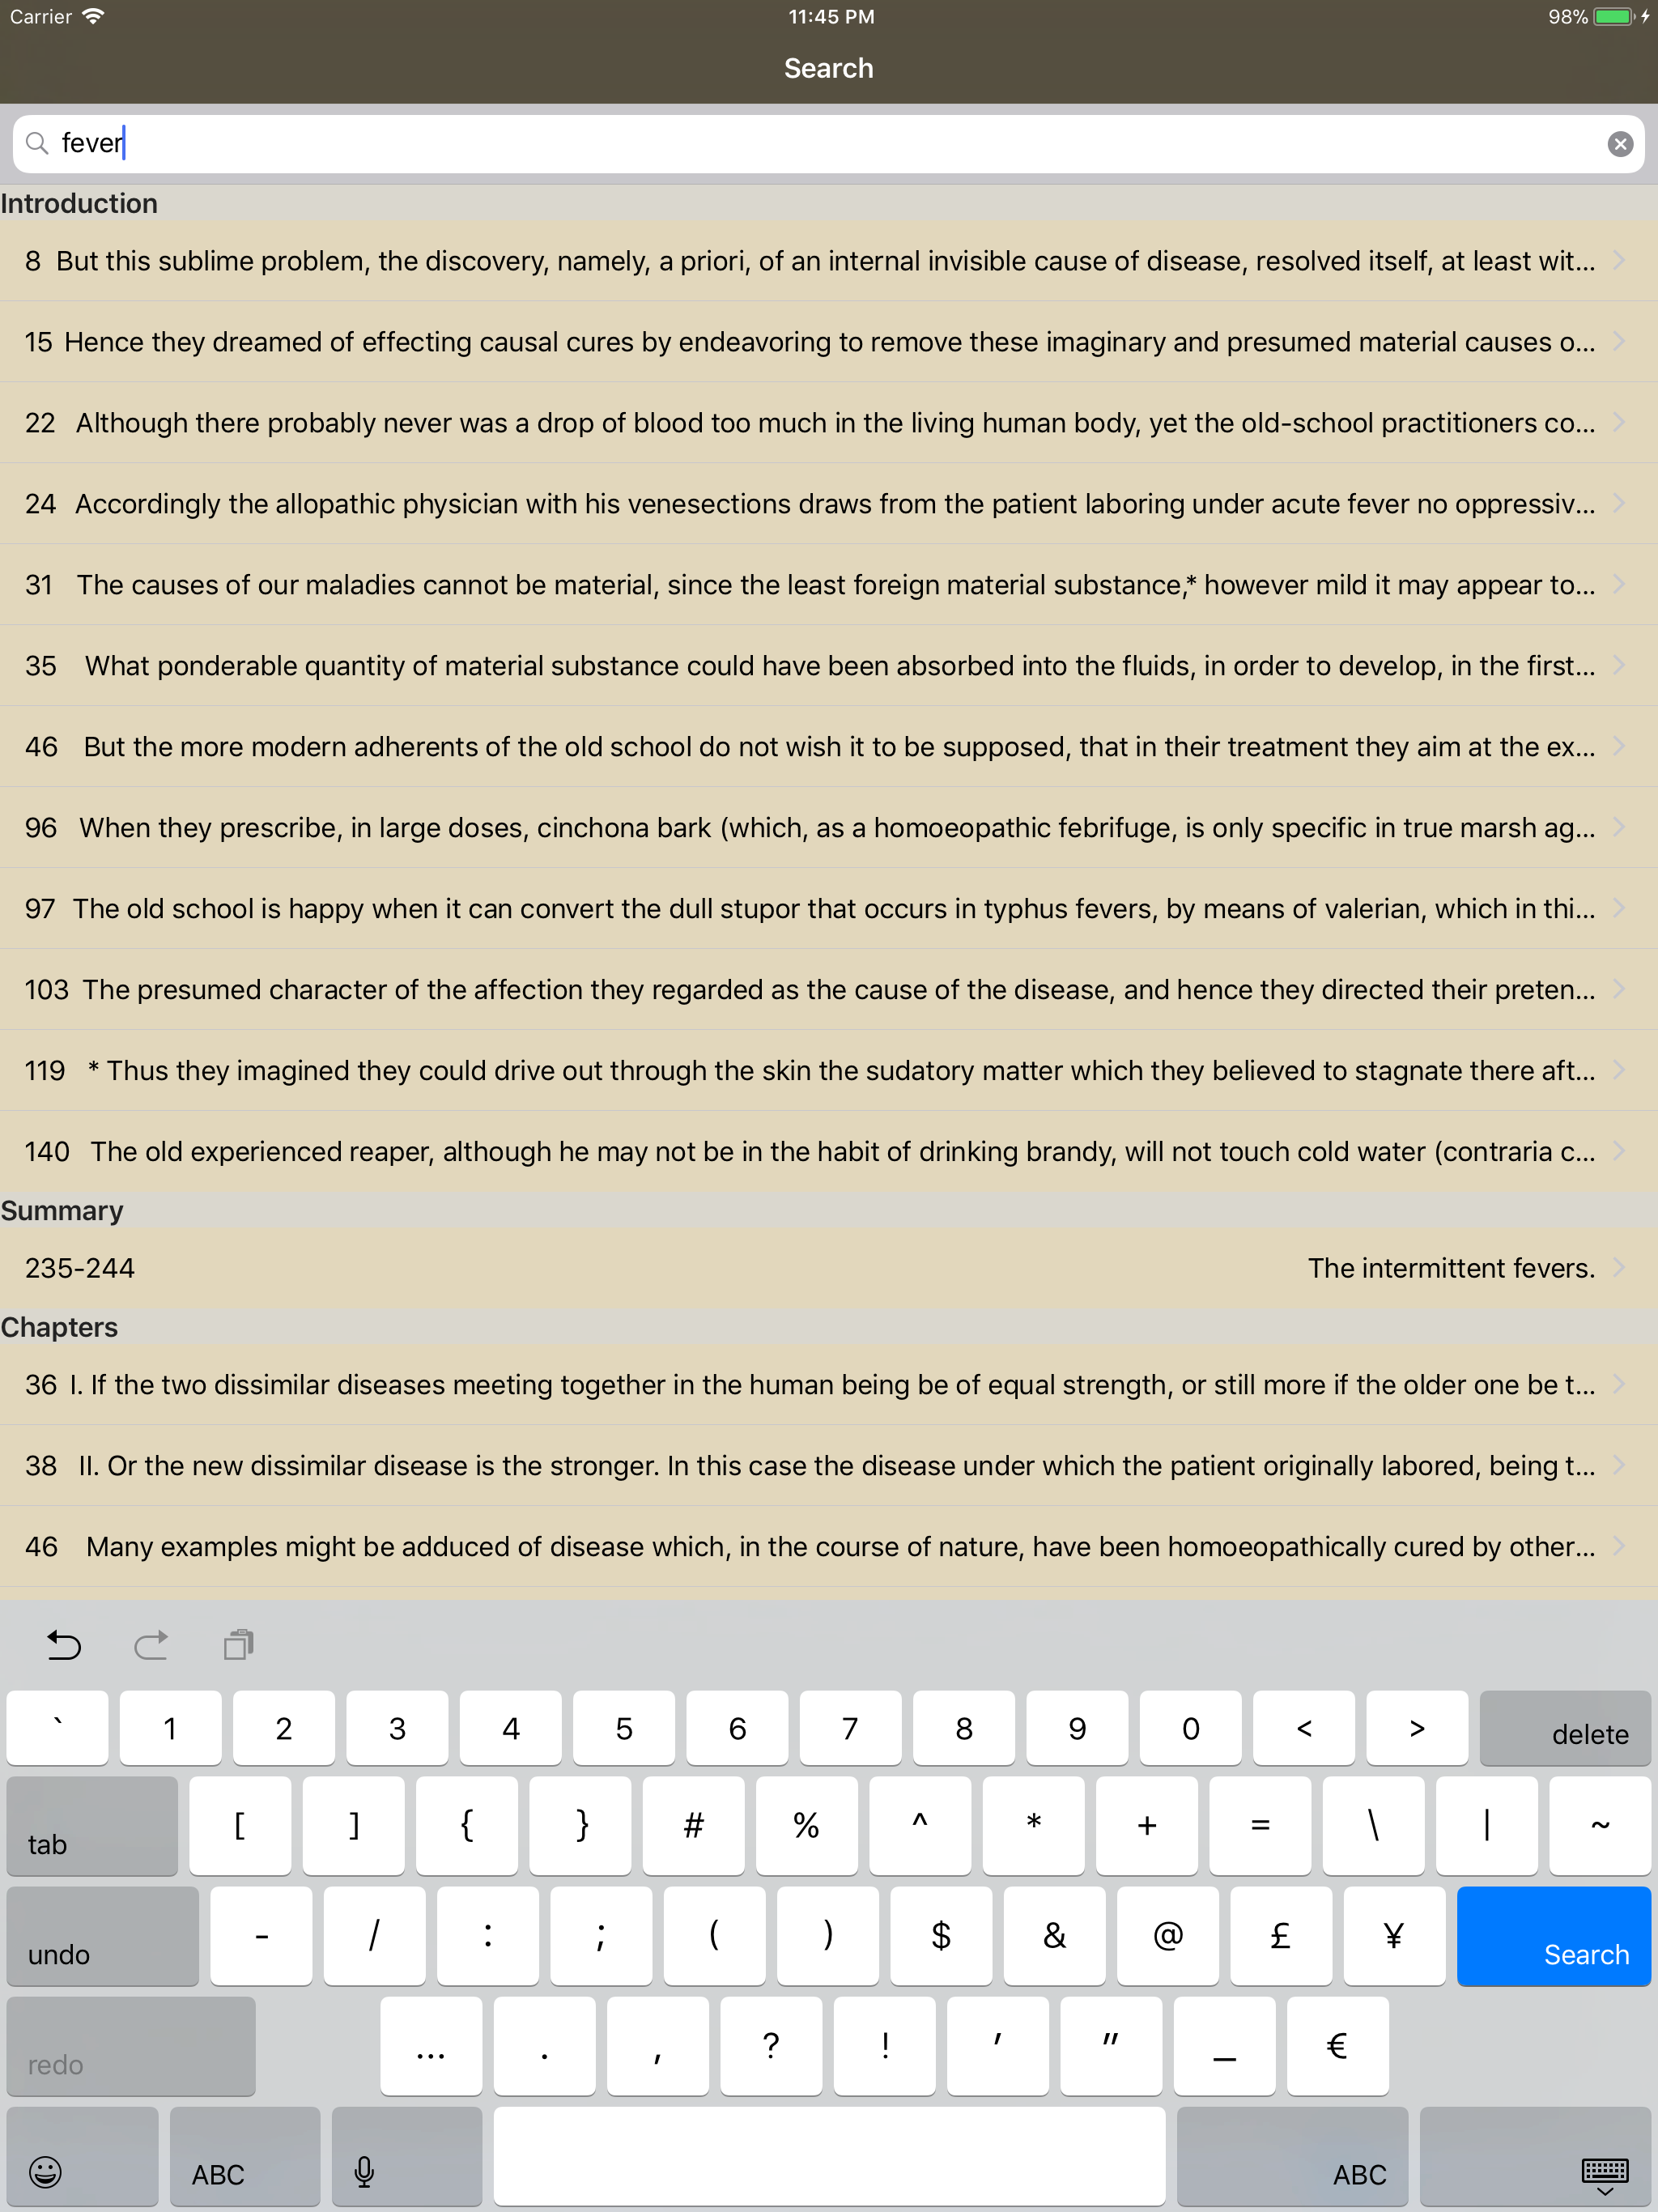 Carrier 11:45 PM 98%
Search
fever
Introduction
8 But this sublime problem, the discovery, namely, a priori, of an internal invisible cause of disease, resolved itself, at least wit...
15 Hence they dreamed of effecting causal cures by endeavoring to remove these imaginary and presumed material causes o...
22 Although there probably never was a drop of blood too much in the living human body, yet the old-school practitioners co...
24 Accordingly the allopathic physician with his venesections draws from the patient laboring under acute fever no oppressiv...
31 The causes of our maladies cannot be material, since the least foreign material substance,* however mild it may appear to...
35 What ponderable quantity of material substance could have been absorbed into the fluids, in order to develop, in the first...
46 But the more modern adherents of the old school do not wish it to be supposed, that in their treatment they aim at the ex...
96 When they prescribe, in large doses, cinchona bark (which, as a homoeopathic febrifuge, is only specific in true marsh ag...
97 The old school is happy when it can convert the dull stupor that occurs in typhus fevers, by means of valerian, which in thi...
103 The presumed character of the affection they regarded as the cause of the disease, and hence they directed their preten...
119 * Thus they imagined they could drive out through the skin the sudatory matter which they believed to stagnate there aft...
140 The old experienced reaper, although he may not be in the habit of drinking brandy, will not touch cold water (contraria c...
Summary
235-244 The intermittent fevers.
Chapters
36 I. If the two dissimilar diseases meeting together in the human being be of equal strength, or still more if the older one be t...
38 II. Or the new dissimilar disease is the stronger. In this case the disease under which the patient originally labored, being t...
46 Many examples might be adduced of disease which, in the course of nature, have been homoeopathically cured by other...
` 1 2 3 4 5 6 7 8 9 0 < > delete
tab [ ] { } # % ^ * + = \ | ~
undo - / : ; ( ) $ & @ £ ¥ Search
redo ... . , ? ! ' " _ €
ABC ABC